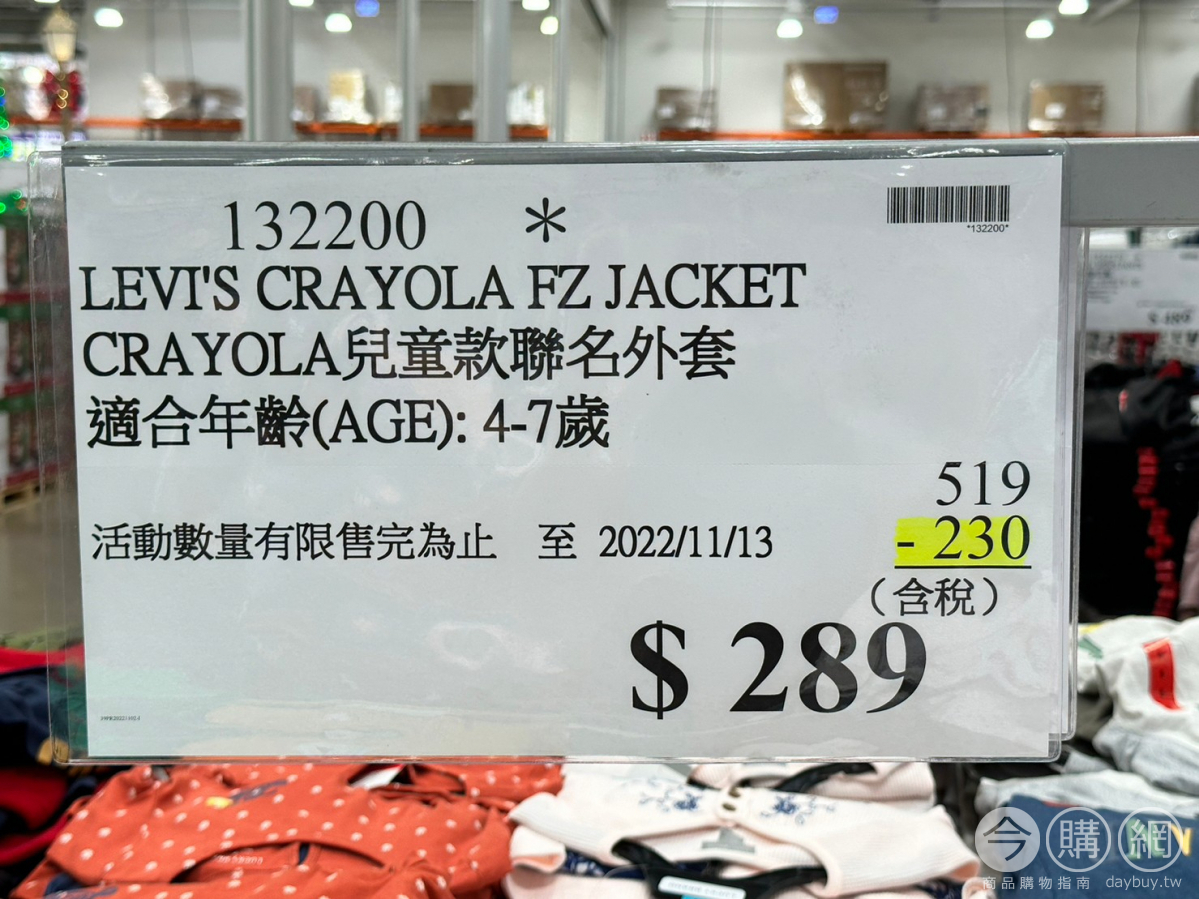 132200 *
*132200*
LEVI'S CRAYOLA FZ JACKET
CRAYOLA兒童款聯名外套
適合年齡(AGE): 4-7歲
519
活動數量有限售完為止 至 2022/11/13 - 230
(含稅)
$ 289
今購網
商品購物指南 daybuy.tw